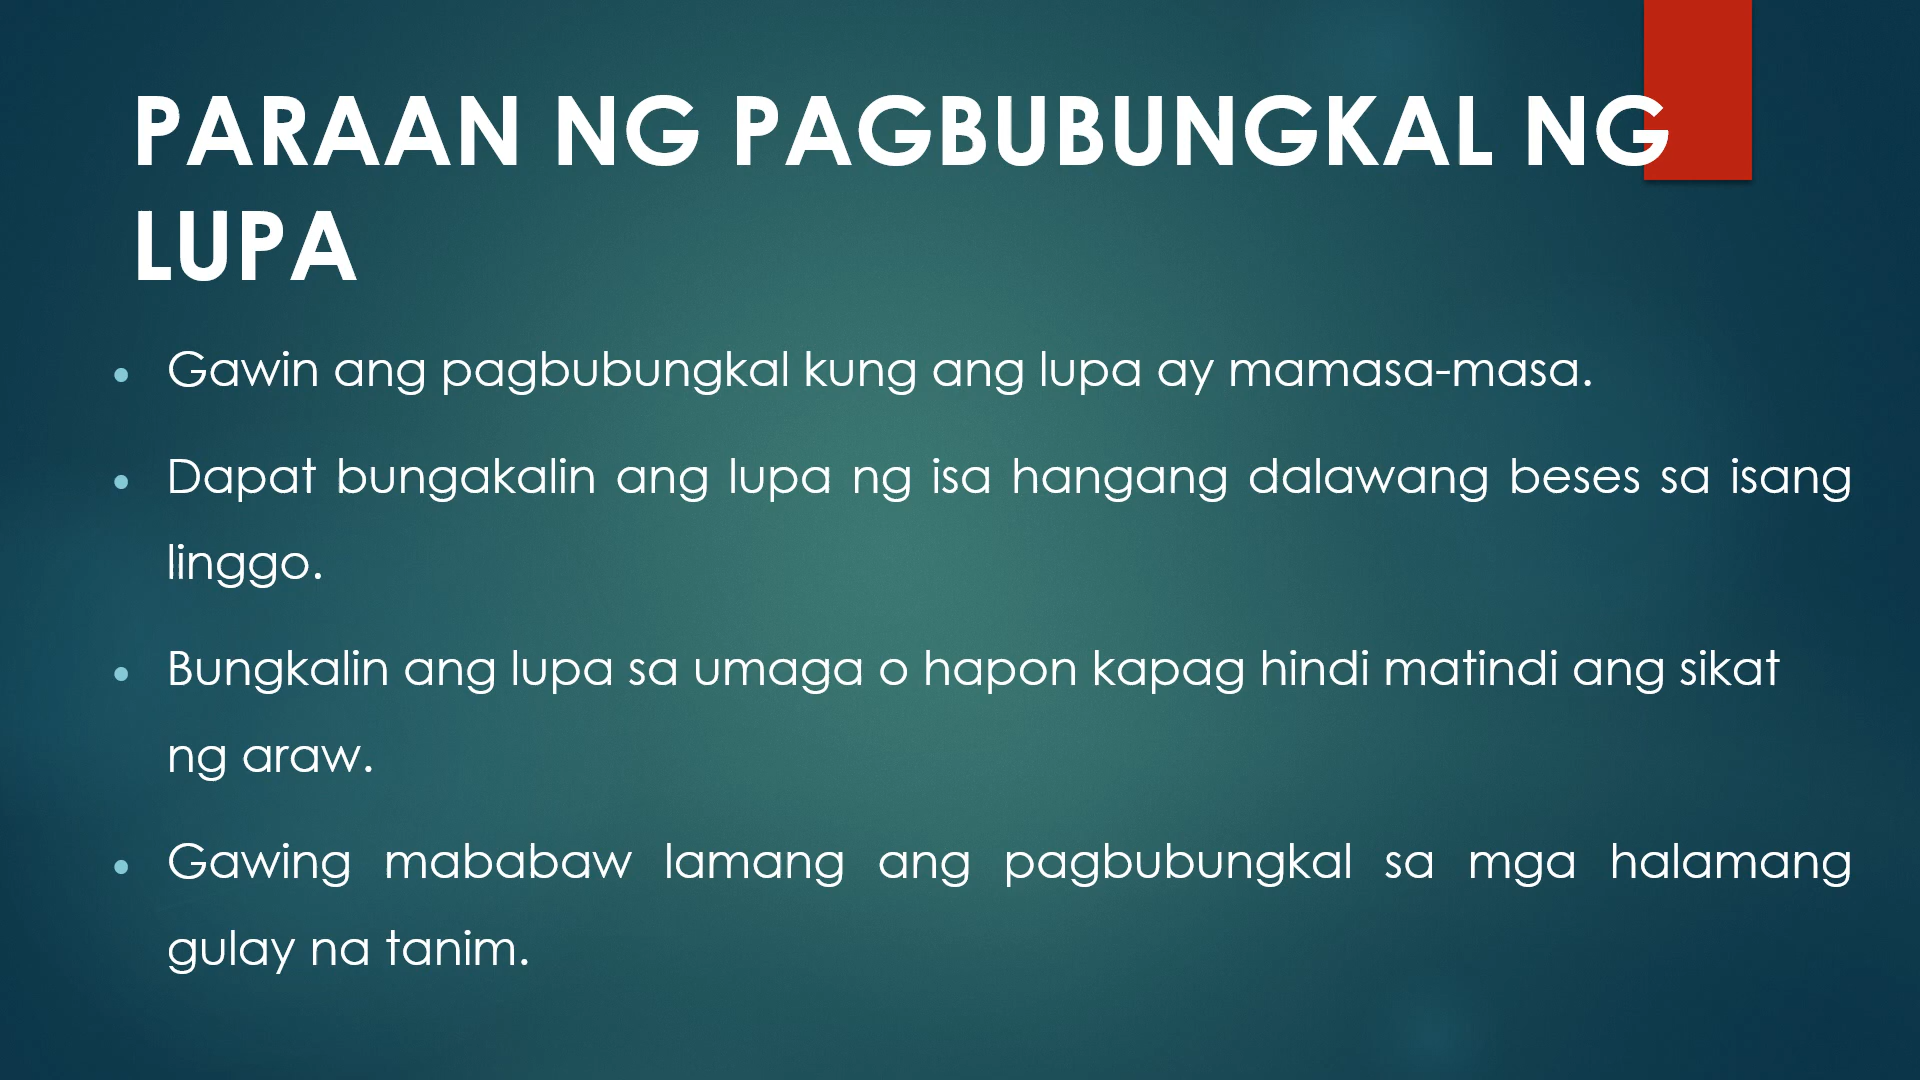 PARAAN NG PAGBUBUNGKAL NG
LUPA
Gawin ang pagbubungkal kung ang lupa ay mamasa-masa.
Dapat bungakalin ang lupa ng isa hangang dalawang beses sa isang
linggo.
Bungkalin ang lupa sa umaga o hapon kapag hindi matindi ang sikat
ng araw.
Gawing mababaw lamang ang pagbubungkal sa mga halamang
gulay na tanim.